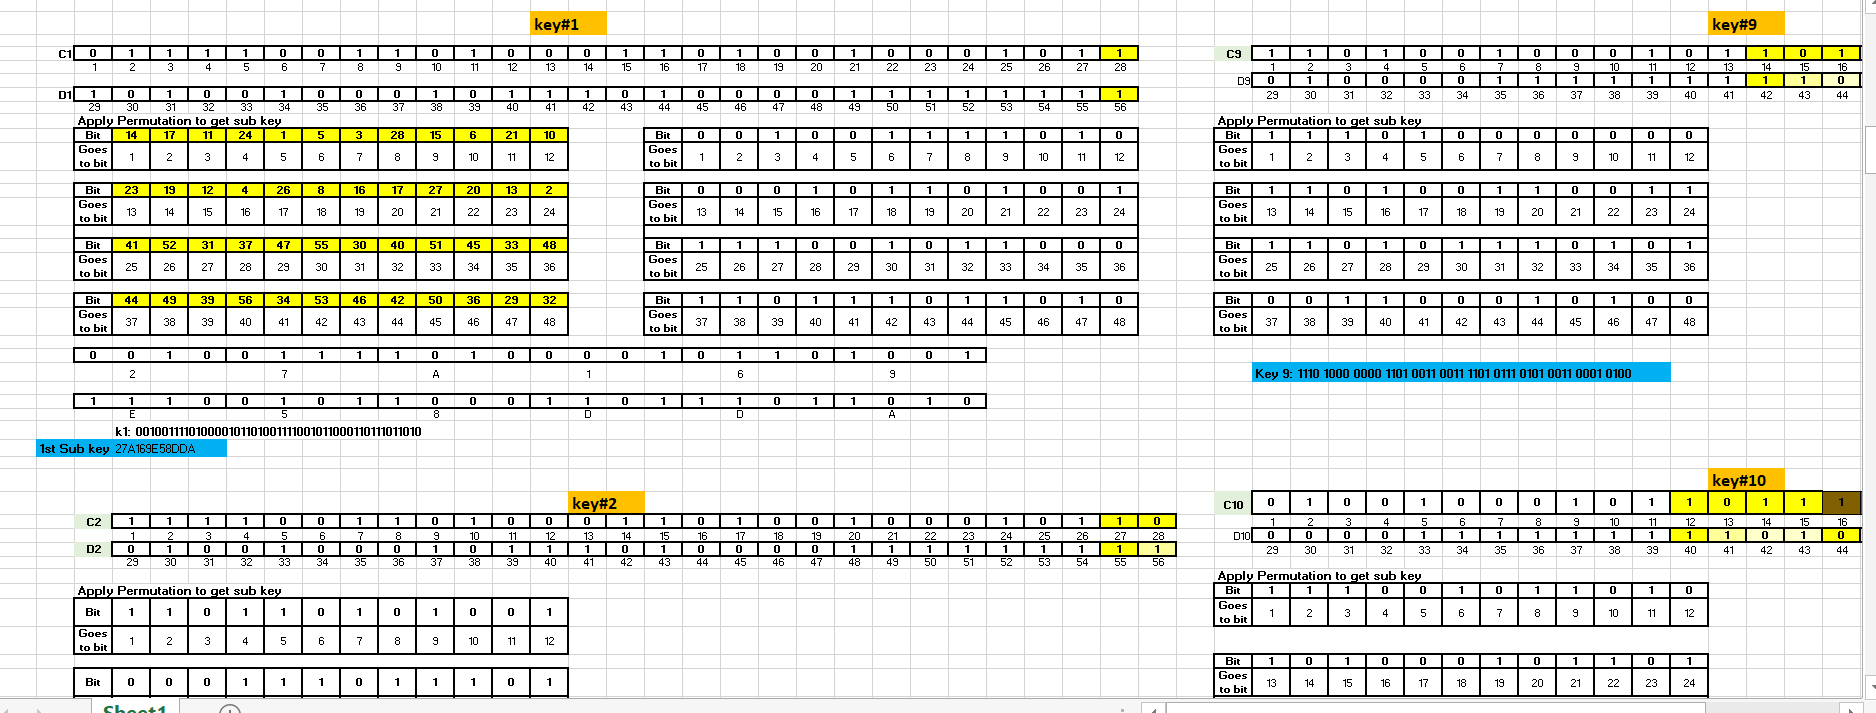 key#1 key#9
C1 0 1 1 1 1 0 0 1 1 0 1 0 0 0 1 1 0 1 0 0 1 0 0 0 1 0 1 1 C9 1 1 0 1 0 0 1 0 0 0 1 0 1 1 0 1
1 2 3 4 5 6 7 8 9 10 11 12 13 14 15 16 17 18 19 20 21 22 23 24 25 26 27 28 1 2 3 4 5 6 7 8 9 10 11 12 13 14 15 16
D1 1 0 1 0 0 1 0 0 0 1 0 1 1 1 0 1 0 0 0 0 1 1 1 1 1 1 1 1 D9 0 1 0 0 0 0 1 1 1 1 1 1 1 1 1 0
29 30 31 32 33 34 35 36 37 38 39 40 41 42 43 44 45 46 47 48 49 50 51 52 53 54 55 56 29 30 31 32 33 34 35 36 37 38 39 40 41 42 43 44
Apply Permutation to get sub key Apply Permutation to get sub key
Bit 14 17 11 24 1 5 3 28 15 6 21 10 Bit 0 0 1 0 0 1 1 1 1 0 1 0 Bit 1 1 1 0 1 0 0 0 0 0 0 0
Goes to bit 1 2 3 4 5 6 7 8 9 10 11 12 Goes to bit 1 2 3 4 5 6 7 8 9 10 11 12 Goes to bit 1 2 3 4 5 6 7 8 9 10 11 12
Bit 23 19 12 4 26 8 16 17 27 20 13 2 Bit 0 0 0 1 0 1 1 0 1 0 0 1 Bit 1 1 0 1 0 0 1 1 0 0 1 1
Goes to bit 13 14 15 16 17 18 19 20 21 22 23 24 Goes to bit 13 14 15 16 17 18 19 20 21 22 23 24 Goes to bit 13 14 15 16 17 18 19 20 21 22 23 24
Bit 41 52 31 37 47 55 30 40 51 45 33 48 Bit 1 1 1 0 0 1 0 1 1 0 0 0 Bit 1 1 0 1 0 1 1 1 0 1 0 1
Goes to bit 25 26 27 28 29 30 31 32 33 34 35 36 Goes to bit 25 26 27 28 29 30 31 32 33 34 35 36 Goes to bit 25 26 27 28 29 30 31 32 33 34 35 36
Bit 44 49 39 56 34 53 46 42 50 36 29 32 Bit 1 1 0 1 1 1 0 1 1 0 1 0 Bit 0 0 1 1 0 0 0 1 0 1 0 0
Goes to bit 37 38 39 40 41 42 43 44 45 46 47 48 Goes to bit 37 38 39 40 41 42 43 44 45 46 47 48 Goes to bit 37 38 39 40 41 42 43 44 45 46 47 48
0 0 1 0 0 1 1 1 1 0 1 0 0 0 0 1 0 1 1 0 1 0 0 1
2 7 A 1 6 9
Key 9: 1110 1000 0000 1101 0011 0011 1101 0111 0101 0011 0001 0100
1 1 1 0 0 1 0 1 1 0 0 0 1 1 0 1 1 1 0 1 1 0 1 0
E 5 8 D D A
k1: 001001111010000101101001111001011000110111011010
1st Sub key 27A169E58DDA
key#2 key#10
C10 0 1 0 0 1 0 0 0 1 0 1 1 0 1 1 1
C2 1 1 1 1 0 0 1 1 0 1 0 0 0 1 1 0 1 0 0 1 0 0 0 1 0 1 1 0 1 2 3 4 5 6 7 8 9 10 11 12 13 14 15 16
1 2 3 4 5 6 7 8 9 10 11 12 13 14 15 16 17 18 19 20 21 22 23 24 25 26 27 28 D10 0 0 0 0 1 1 1 1 1 1 1 1 1 0 1 0
D2 0 1 0 0 1 0 0 0 1 0 1 1 1 0 1 0 0 0 0 1 1 1 1 1 1 1 1 1 29 30 31 32 33 34 35 36 37 38 39 40 41 42 43 44
29 30 31 32 33 34 35 36 37 38 39 40 41 42 43 44 45 46 47 48 49 50 51 52 53 54 55 56
Apply Permutation to get sub key Apply Permutation to get sub key
Bit 1 1 0 1 1 0 1 0 1 0 0 1 Bit 1 1 1 0 0 1 0 1 1 0 1 0
Goes to bit 1 2 3 4 5 6 7 8 9 10 11 12 Goes to bit 1 2 3 4 5 6 7 8 9 10 11 12
Bit 0 0 0 1 1 1 0 1 1 1 0 1 Bit 1 0 1 0 0 0 1 0 1 1 0 1
Goes to bit 13 14 15 16 17 18 19 20 21 22 23 24
Sheet1